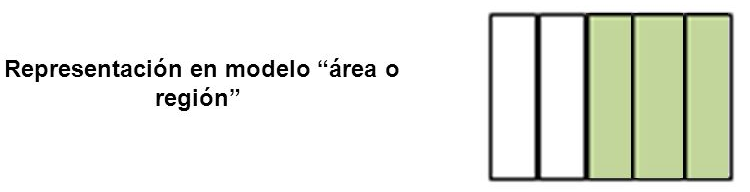 Representación en modelo “área o
región”